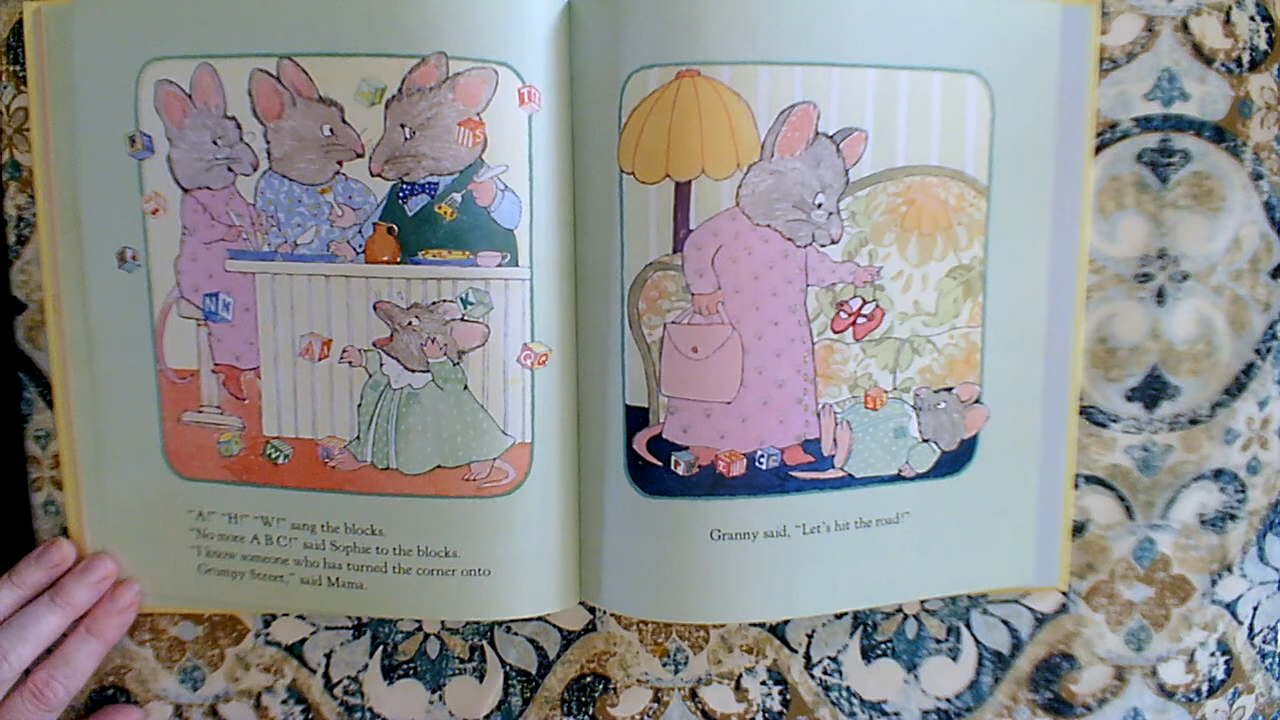 "A!" "H!" "W!" sang the blocks.
"No more A B C!" said Sophie to the blocks.
"I know someone who has turned the corner onto
Grumpy Street," said Mama.
Granny said, "Let's hit the road!"